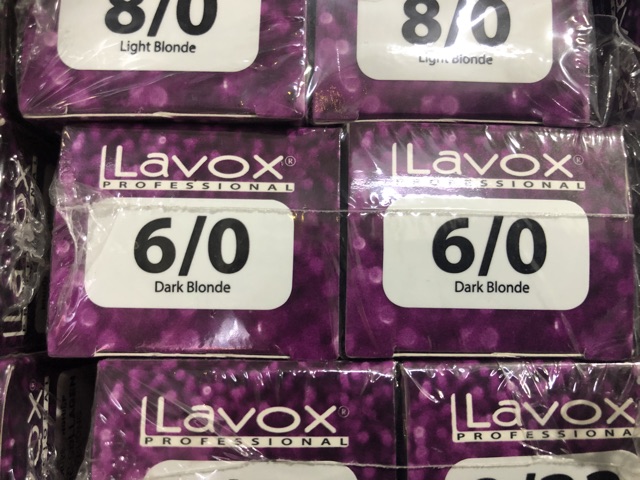 8/0
Light Blonde
8/0
Light Blonde
Lavox®
PROFESSIONAL
6/0
Dark Blonde
Lavox®
PROFESSIONAL
6/0
Dark Blonde
Lavox®
PROFESSIONAL
Lavox
PROFESSIONAL